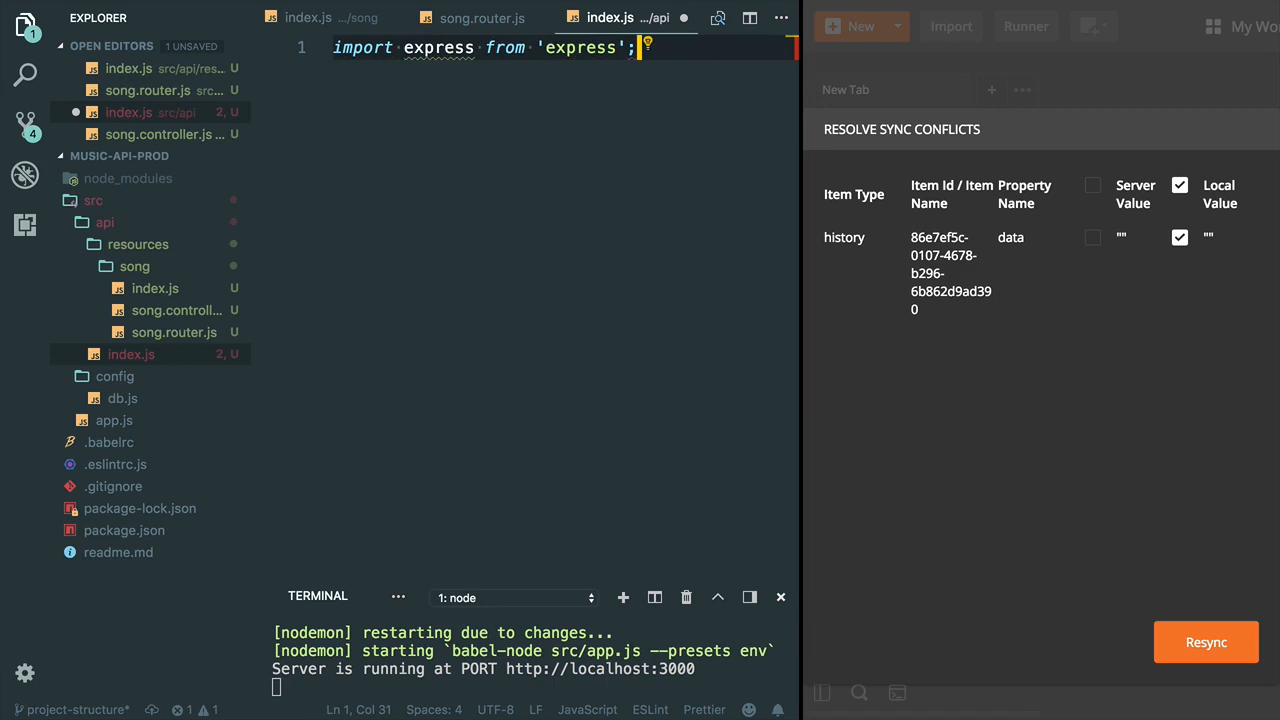 EXPLORER
OPEN EDITORS 1 UNSAVED
index.js src/api/res... U
song.router.js src... U
index.js src/api 2, U
song.controller.js ... U
MUSIC-API-PROD
node_modules
src
api
resources
song
index.js U
song.controll... U
song.router.js U
index.js 2, U
config
db.js
app.js
.babelrc
.eslintrc.js
.gitignore
package-lock.json
package.json
readme.md
1
4
index.js .../song
song.router.js
index.js .../api
1 import express from 'express';
TERMINAL ... 1: node
[nodemon] restarting due to changes...
[nodemon] starting `babel-node src/app.js --presets env`
Server is running at PORT http://localhost:3000
project-structure* 1 1 Ln 1, Col 31 Spaces: 4 UTF-8 LF JavaScript ESLint Prettier
New Import Runner My Wo
New Tab
RESOLVE SYNC CONFLICTS
Item Type
Item Id / Item
Name
Property
Name
Server
Value
Local
Value
history
86e7ef5c-
0107-4678-
b296-
6b862d9ad39
0
data
""
""
Resync